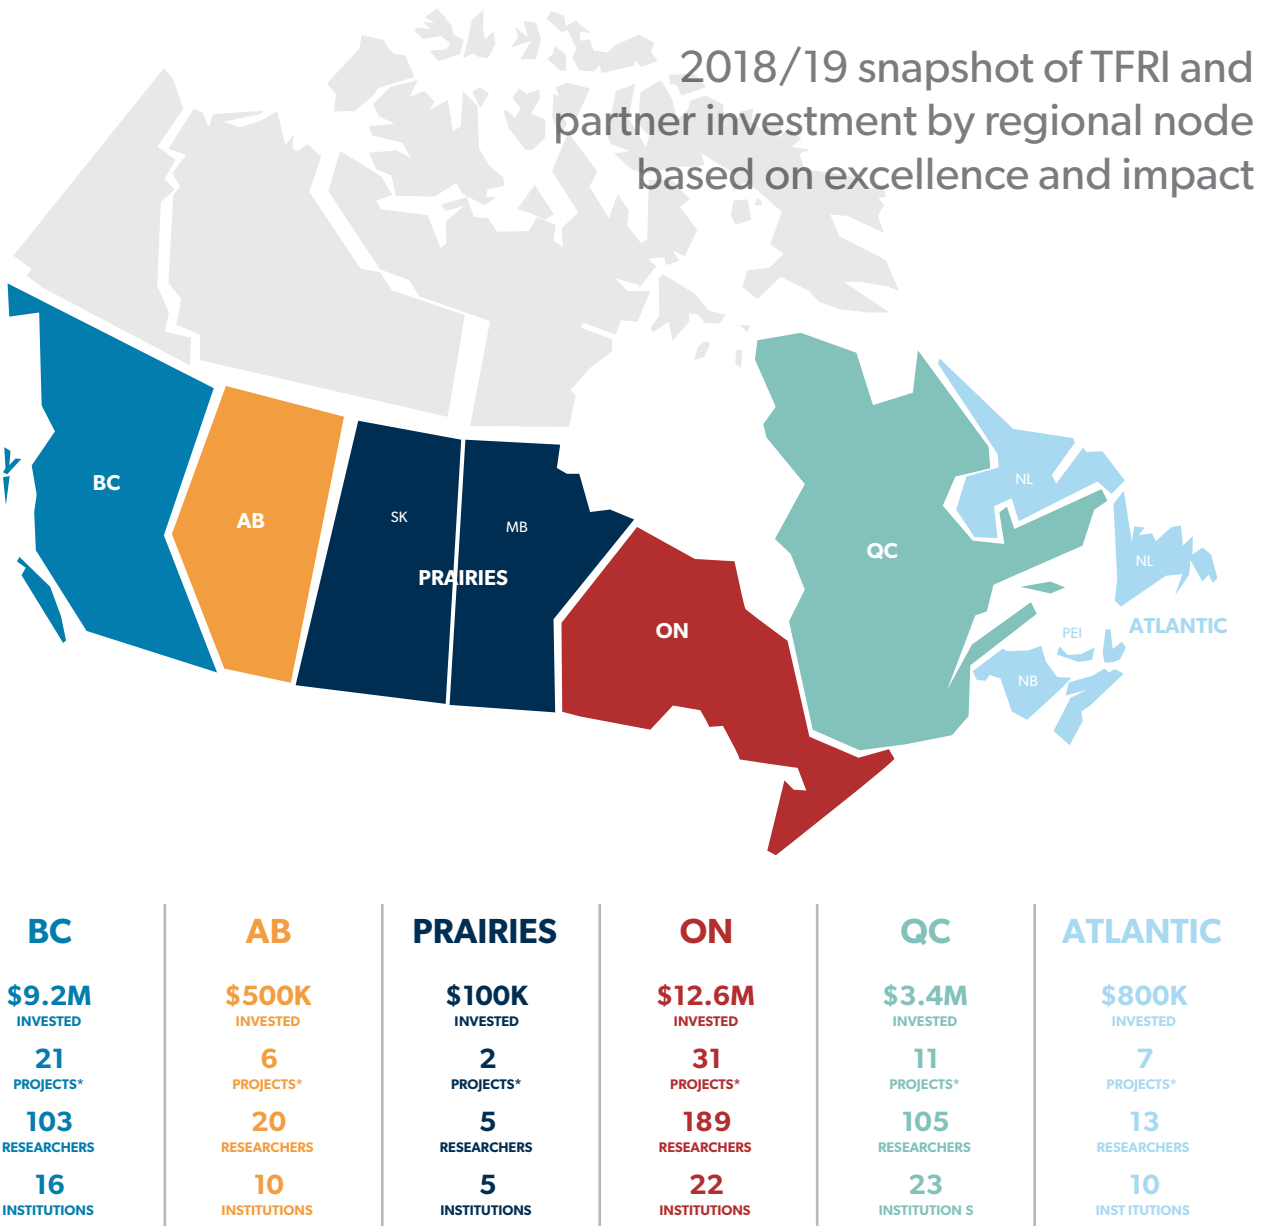 2018/19 snapshot of TFRI and
partner investment by regional node
based on excellence and impact
BC
AB
SK
MB
PRAIRIES
ON
QC
NL
NL
PEI
ATLANTIC
NB
BC
$9.2M
INVESTED
21
PROJECTS*
103
RESEARCHERS
16
INSTITUTIONS
AB
$500K
INVESTED
6
PROJECTS*
20
RESEARCHERS
10
INSTITUTIONS
PRAIRIES
$100K
INVESTED
2
PROJECTS*
5
RESEARCHERS
5
INSTITUTIONS
ON
$12.6M
INVESTED
31
PROJECTS*
189
RESEARCHERS
22
INSTITUTIONS
QC
$3.4M
INVESTED
11
PROJECTS*
105
RESEARCHERS
23
INSTITUTION S
ATLANTIC
$800K
INVESTED
7
PROJECTS*
13
RESEARCHERS
10
INST ITUTIONS